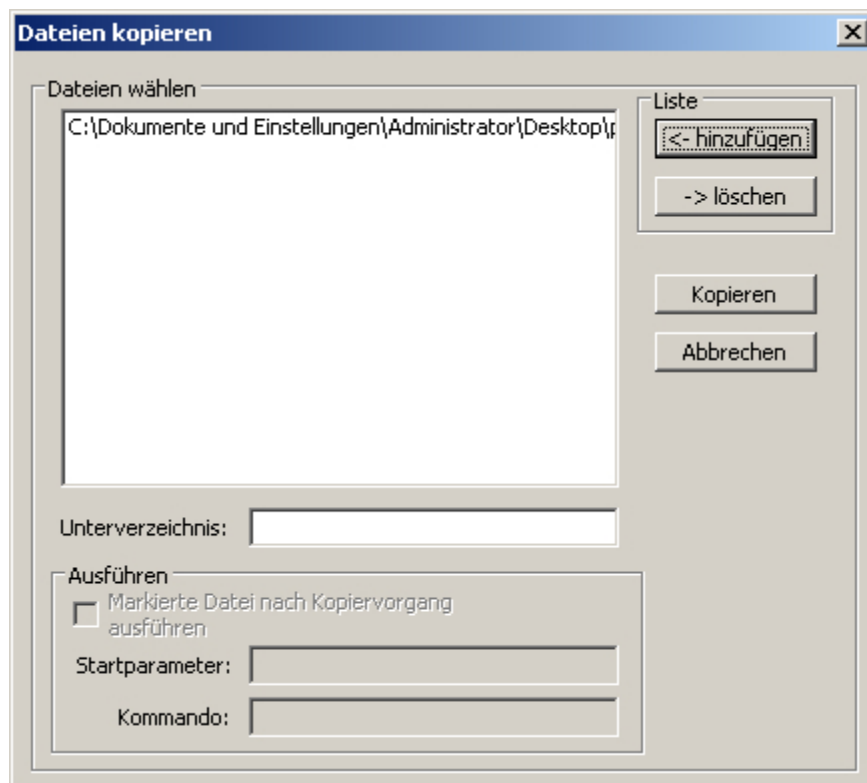 Dateien kopieren
Dateien wählen
C:\Dokumente und Einstellungen\Administrator\Desktop\p
Liste
<- hinzufügen
-> löschen
Kopieren
Abbrechen
Unterverzeichnis:
Ausführen
Markierte Datei nach Kopiervorgang
ausführen
Startparameter:
Kommando: